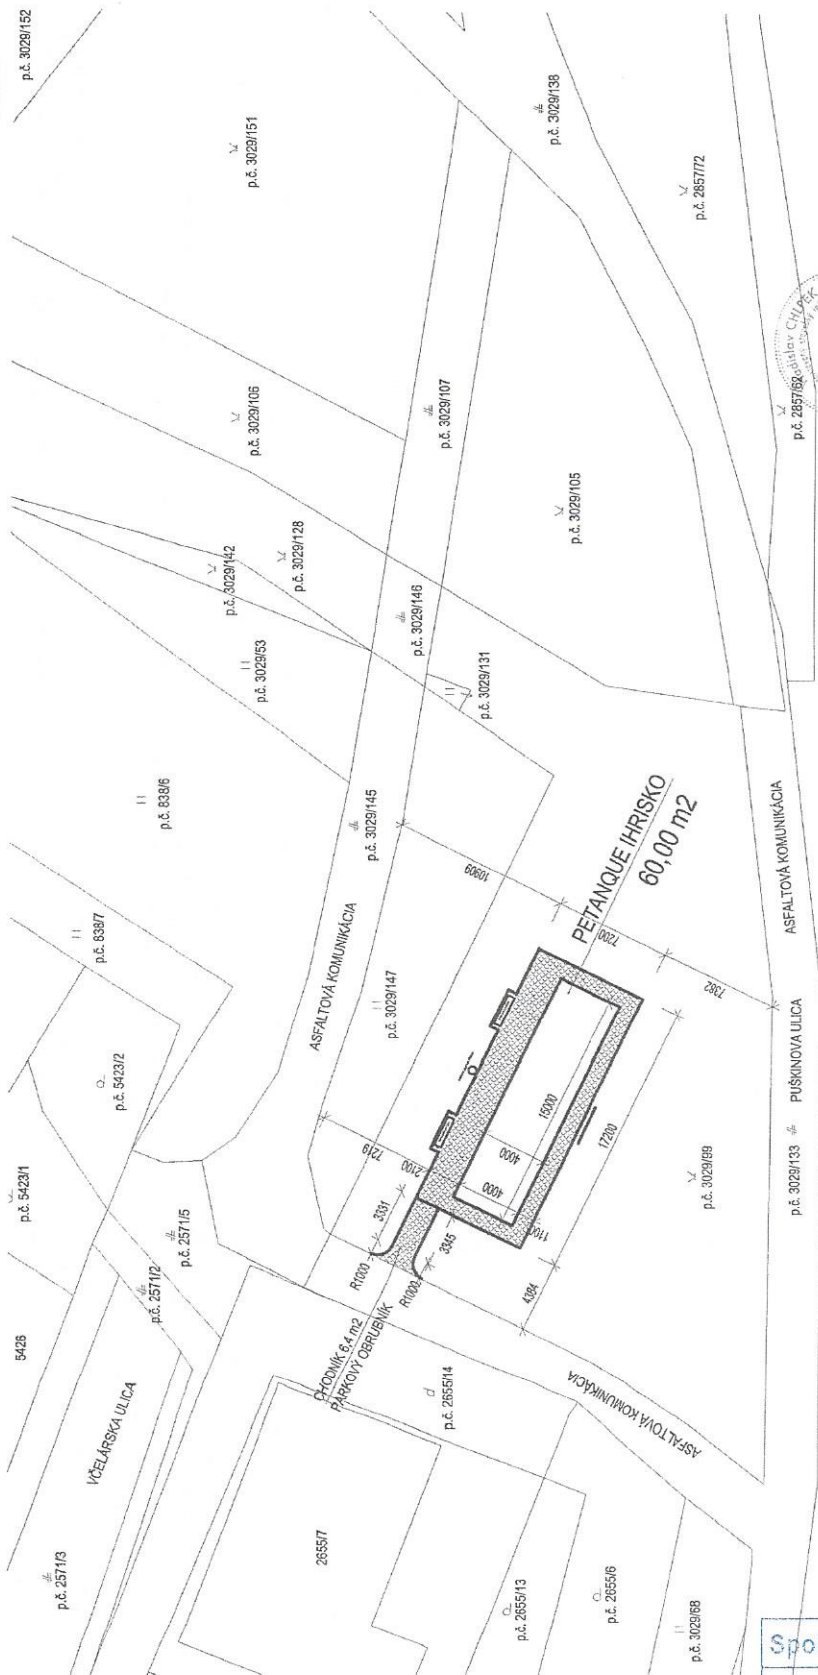 p.č. 3029/152
p.č. 3029/151
p.č. 3029/138
p.č. 2857/72
p.č. 3029/106
p.č. 3029/107
p.č. 2857/62
p.č. 3029/142
p.č. 3029/128
p.č. 3029/105
p.č. 3029/53
p.č. 3029/146
p.č. 3029/131
p.č. 838/6
p.č. 3029/145
p.č. 838/7
ASFALTOVÁ KOMUNIKÁCIA
p.č. 3029/147
10909
PETANQUE IHRISKO
60,00 m2
7200
7382
ASFALTOVÁ KOMUNIKÁCIA
PUŠKINOVA ULICA
p.č. 3029/133
p.č. 5423/2
p.č. 5423/1
p.č. 2571/5
p.č. 2571/2
5426
7219
2100
3331
R1000
R1000
3345
4000
4000
15000
17200
1100
4384
p.č. 3029/99
CHODNÍK 6,4 m2
PARKOVÝ OBRUBNÍK
VČELÁRSKA ULICA
p.č. 2655/14
ASFALTOVÁ KOMUNIKÁCIA
p.č. 2571/3
2655/7
p.č. 2655/13
p.č. 2655/6
p.č. 3029/68
CHLPEK
Spo